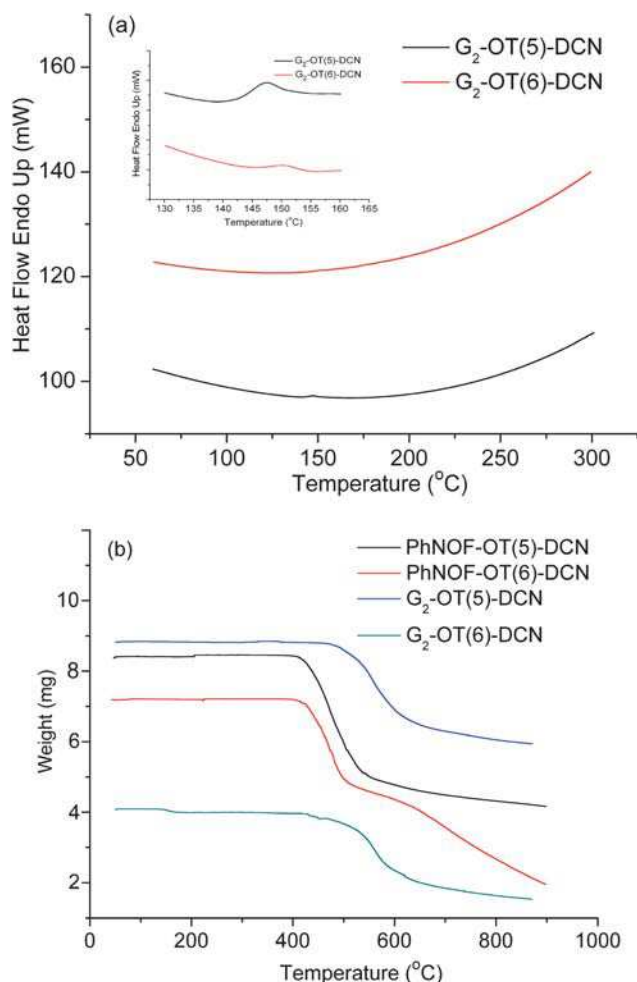 (a)
G₂-OT(5)-DCN
G₂-OT(6)-DCN
G₂-OT(5)-DCN
G₂-OT(6)-DCN
Heat Flow Endo Up (mW)
130 135 140 145 150 155 160 165
Temperature (°C)
Heat Flow Endo Up (mW)
160
140
120
100
50 100 150 200 250 300
Temperature (°C)
(b)
PhNOF-OT(5)-DCN
PhNOF-OT(6)-DCN
G₂-OT(5)-DCN
G₂-OT(6)-DCN
Weight (mg)
10
8
6
4
2
0 200 400 600 800 1000
Temperature (°C)